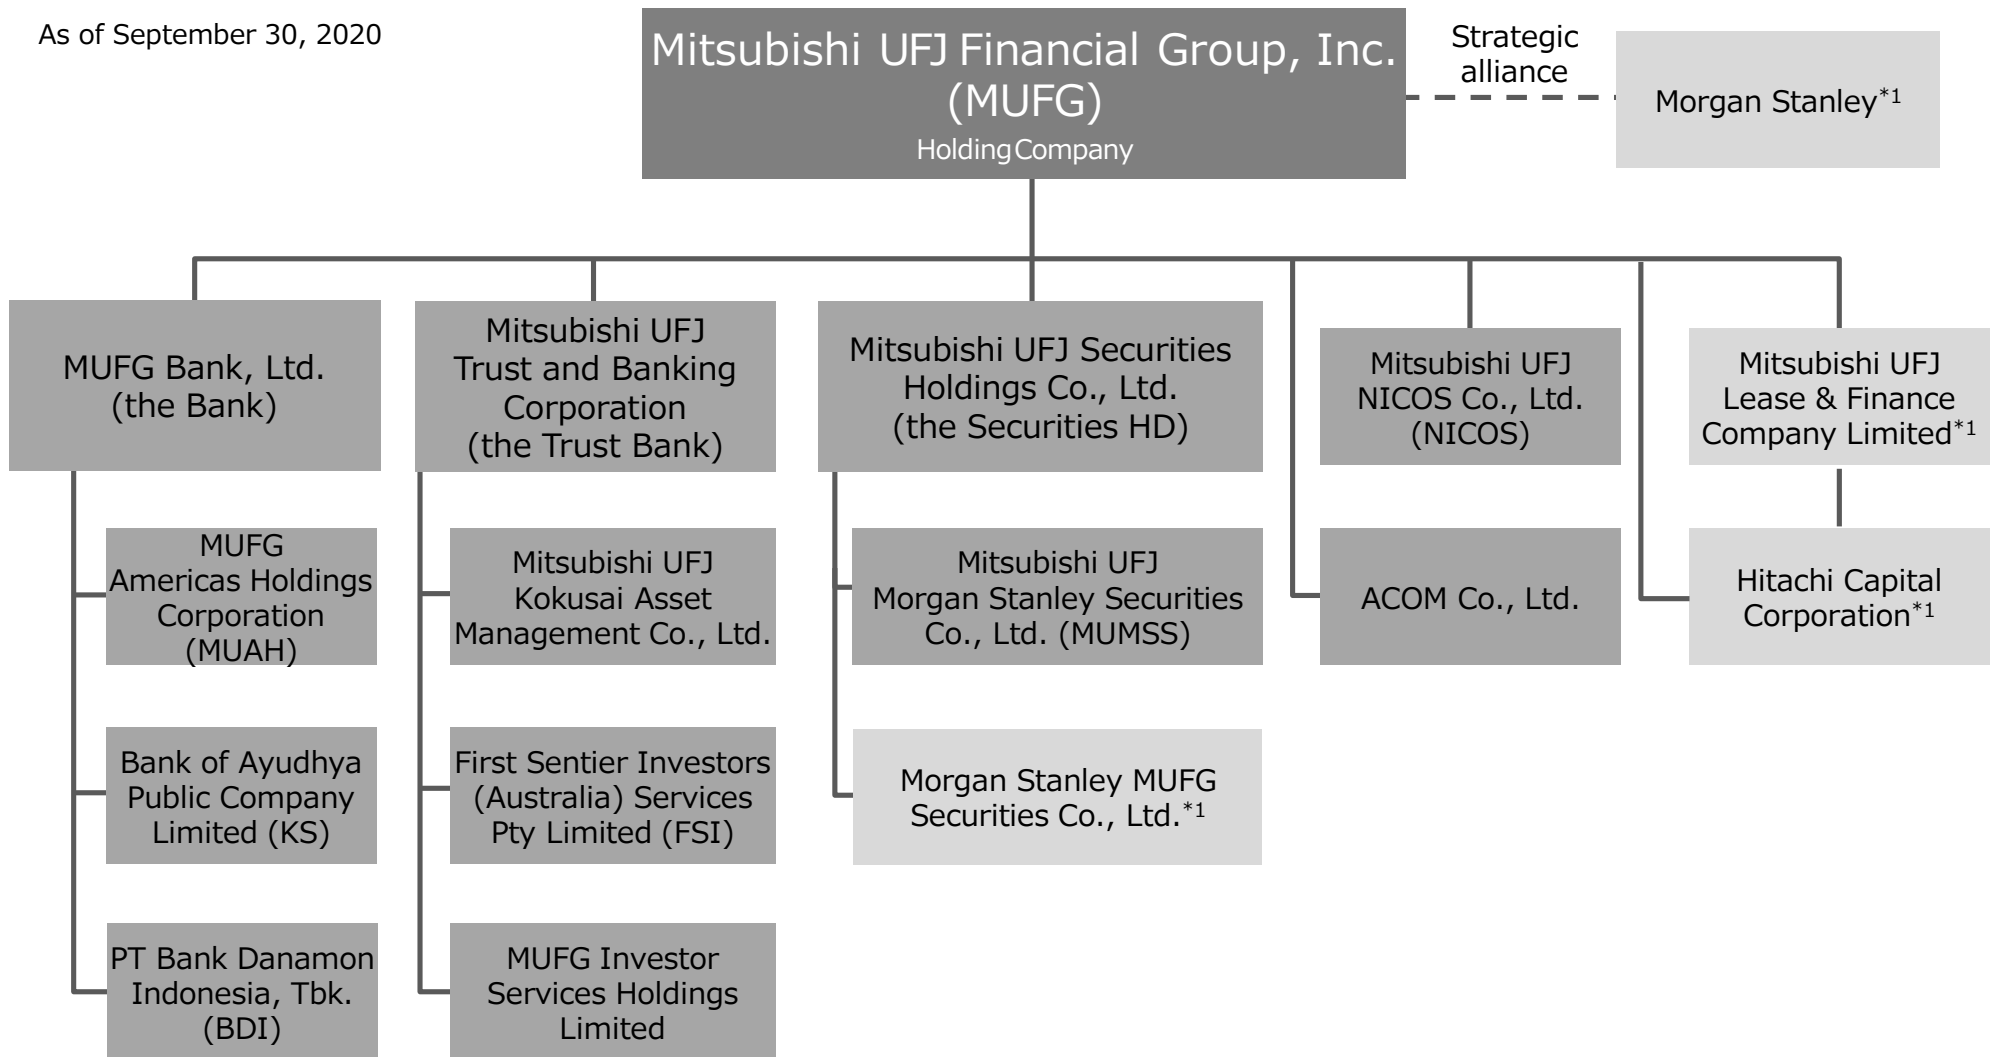 As of September 30, 2020
Mitsubishi UFJ Financial Group, Inc.
(MUFG)
Holding Company
Strategic
alliance
Morgan Stanley*1
MUFG Bank, Ltd.
(the Bank)
Mitsubishi UFJ
Trust and Banking
Corporation
(the Trust Bank)
Mitsubishi UFJ Securities
Holdings Co., Ltd.
(the Securities HD)
Mitsubishi UFJ
NICOS Co., Ltd.
(NICOS)
Mitsubishi UFJ
Lease & Finance
Company Limited*1
MUFG
Americas Holdings
Corporation
(MUAH)
Mitsubishi UFJ
Kokusai Asset
Management Co., Ltd.
Mitsubishi UFJ
Morgan Stanley Securities
Co., Ltd. (MUMSS)
ACOM Co., Ltd.
Hitachi Capital
Corporation*1
Bank of Ayudhya
Public Company
Limited (KS)
First Sentier Investors
(Australia) Services
Pty Limited (FSI)
Morgan Stanley MUFG
Securities Co., Ltd.*1
PT Bank Danamon
Indonesia, Tbk.
(BDI)
MUFG Investor
Services Holdings
Limited